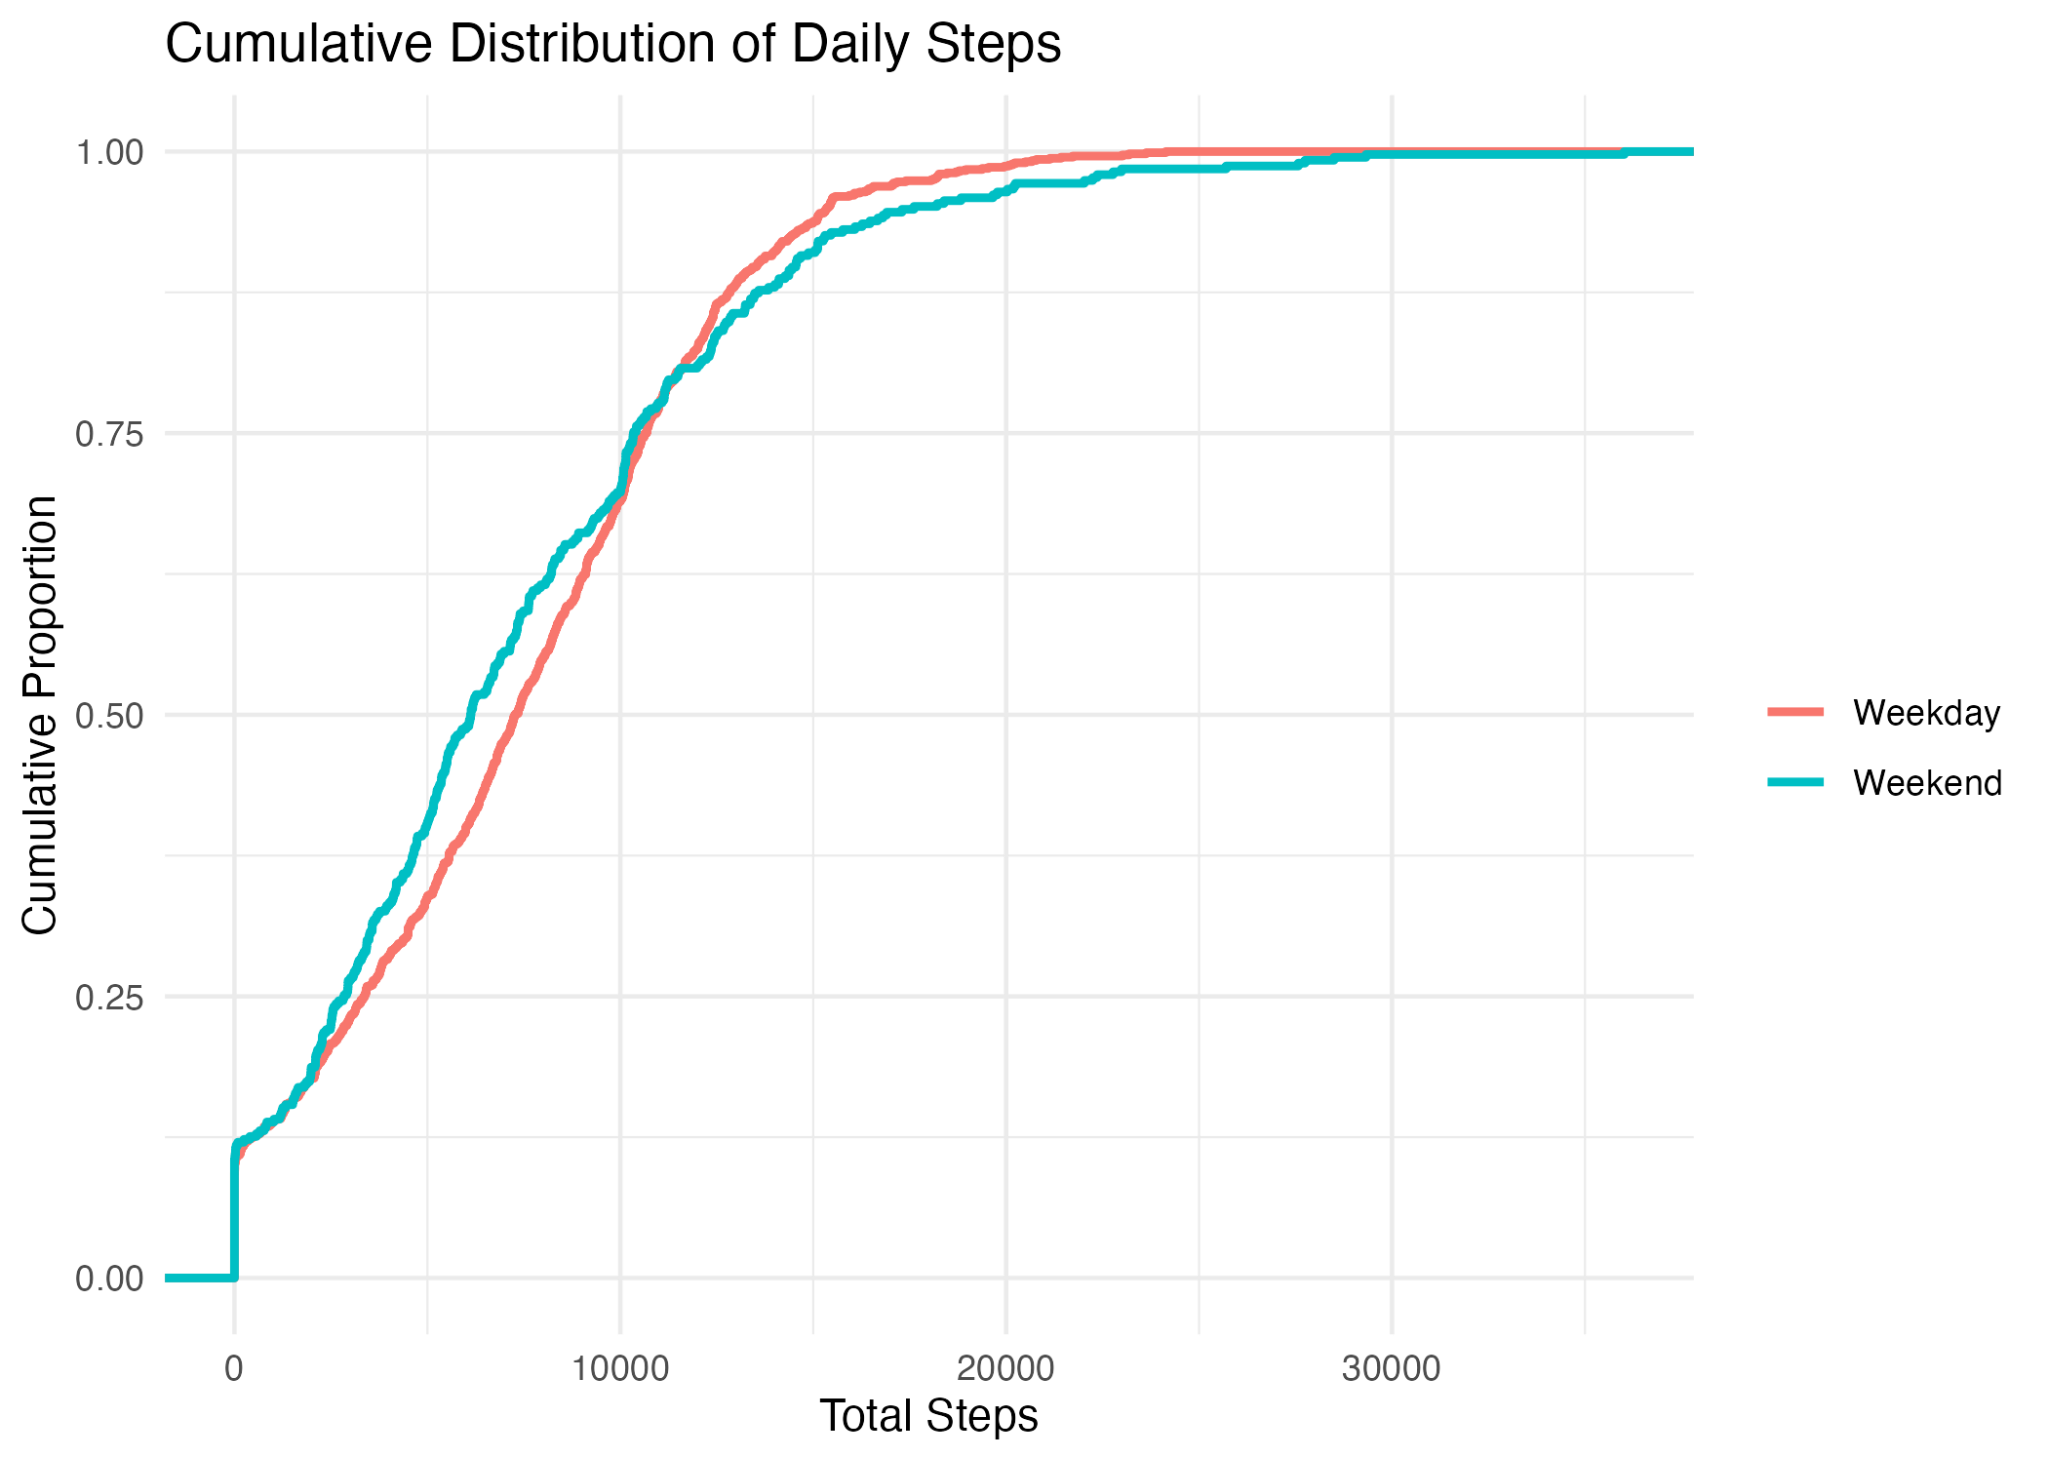 Cumulative Distribution of Daily Steps
Cumulative Proportion
1.00
0.75
0.50
0.25
0.00
0 10000 20000 30000
Total Steps
Weekday
Weekend